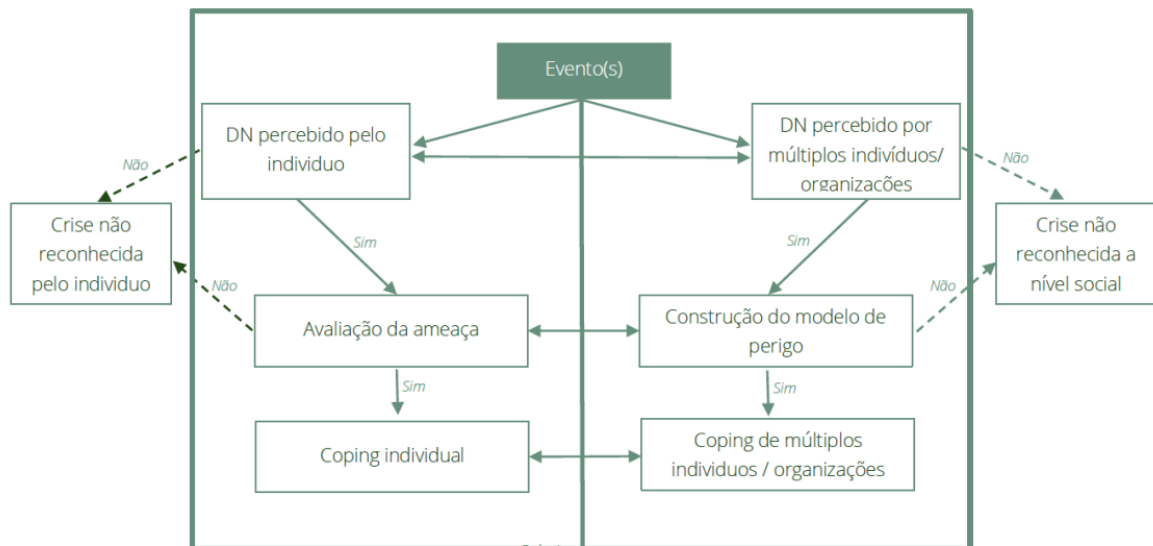 Evento(s)
DN percebido pelo
individuo
DN percebido por
múltiplos indivíduos/
organizações
Não
Não
Crise não
reconhecida
pelo individuo
Crise não
reconhecida a
nível social
Sim
Sim
Não
Não
Avaliação da ameaça
Construção do modelo de
perigo
Sim
Sim
Coping individual
Coping de múltiplos
individuos / organizações